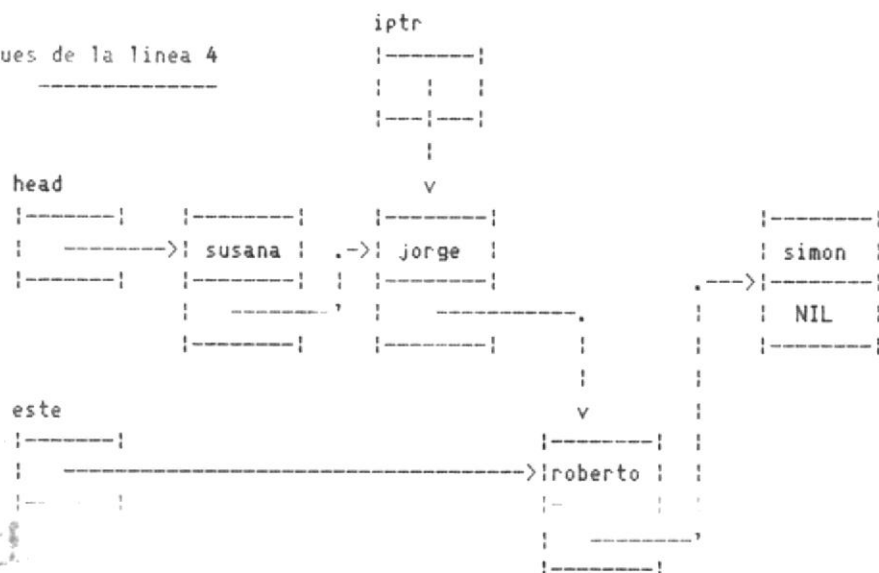 iptr
ues de la linea 4
head
susana
jorge
simon
NIL
este
roberto